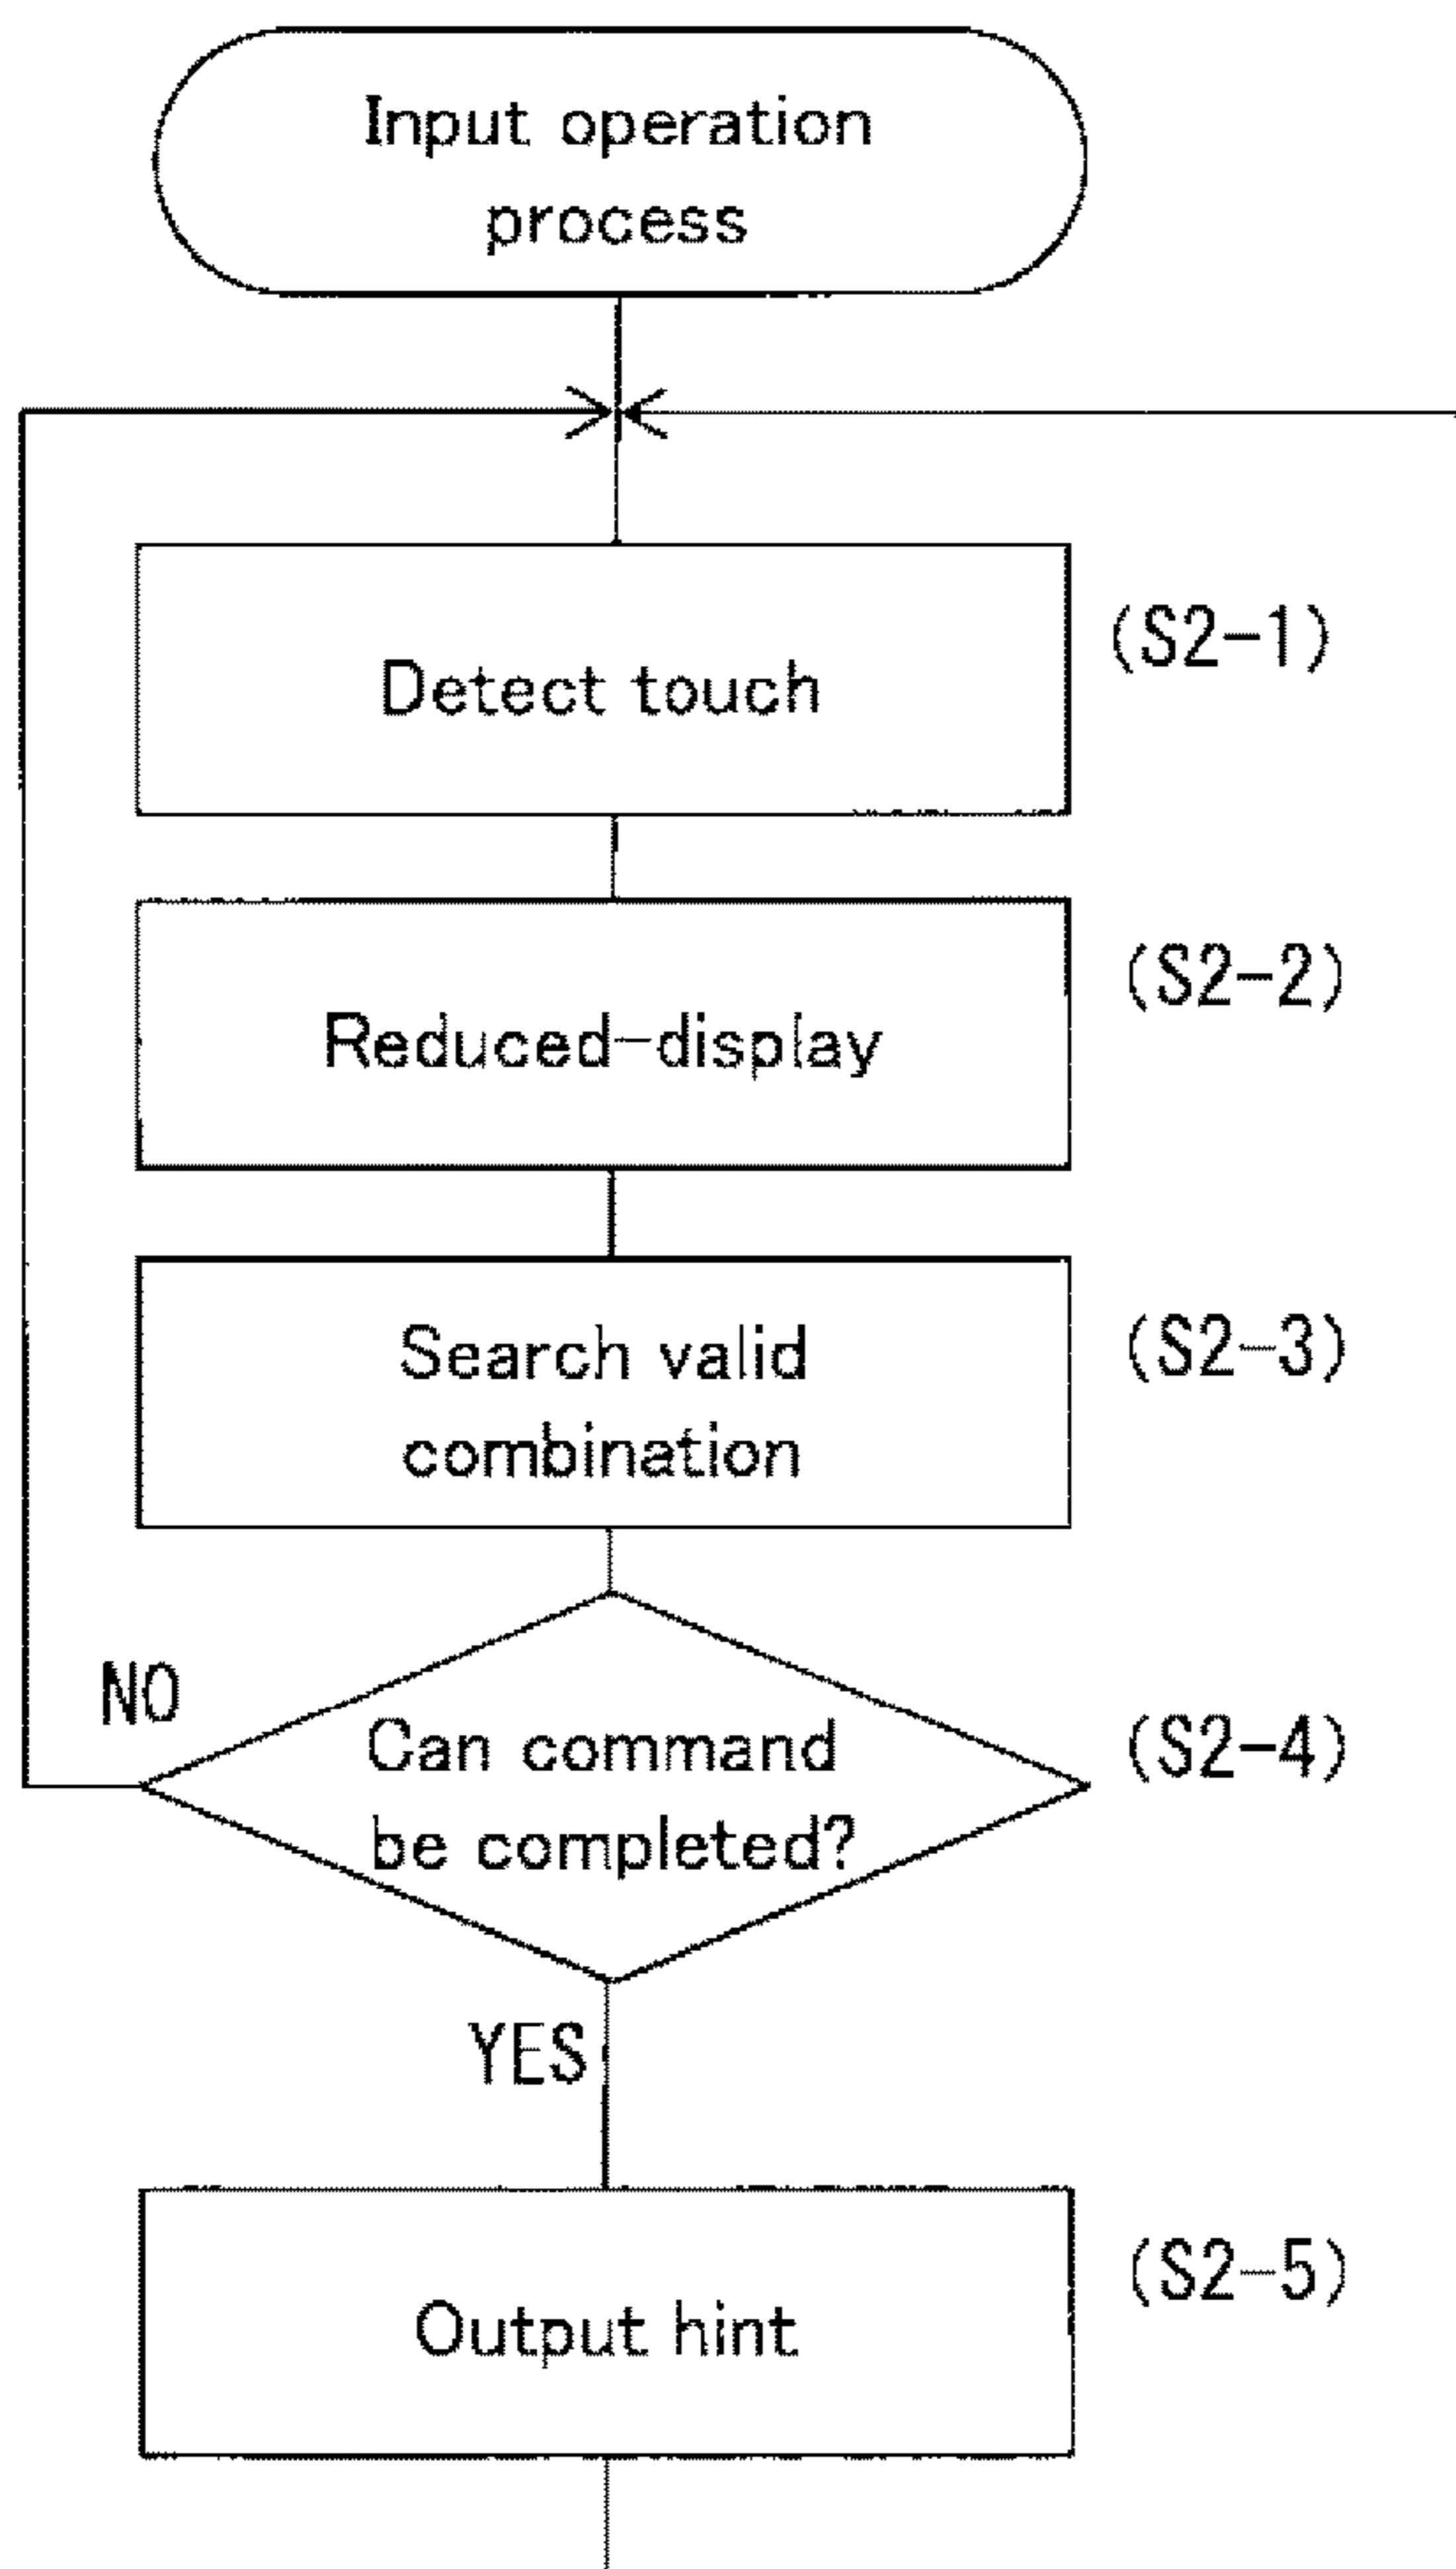 Input operation
process
Detect touch
(S2-1)
Reduced-display
(S2-2)
Search valid
combination
(S2-3)
NO
Can command
be completed?
(S2-4)
YES
Output hint
(S2-5)